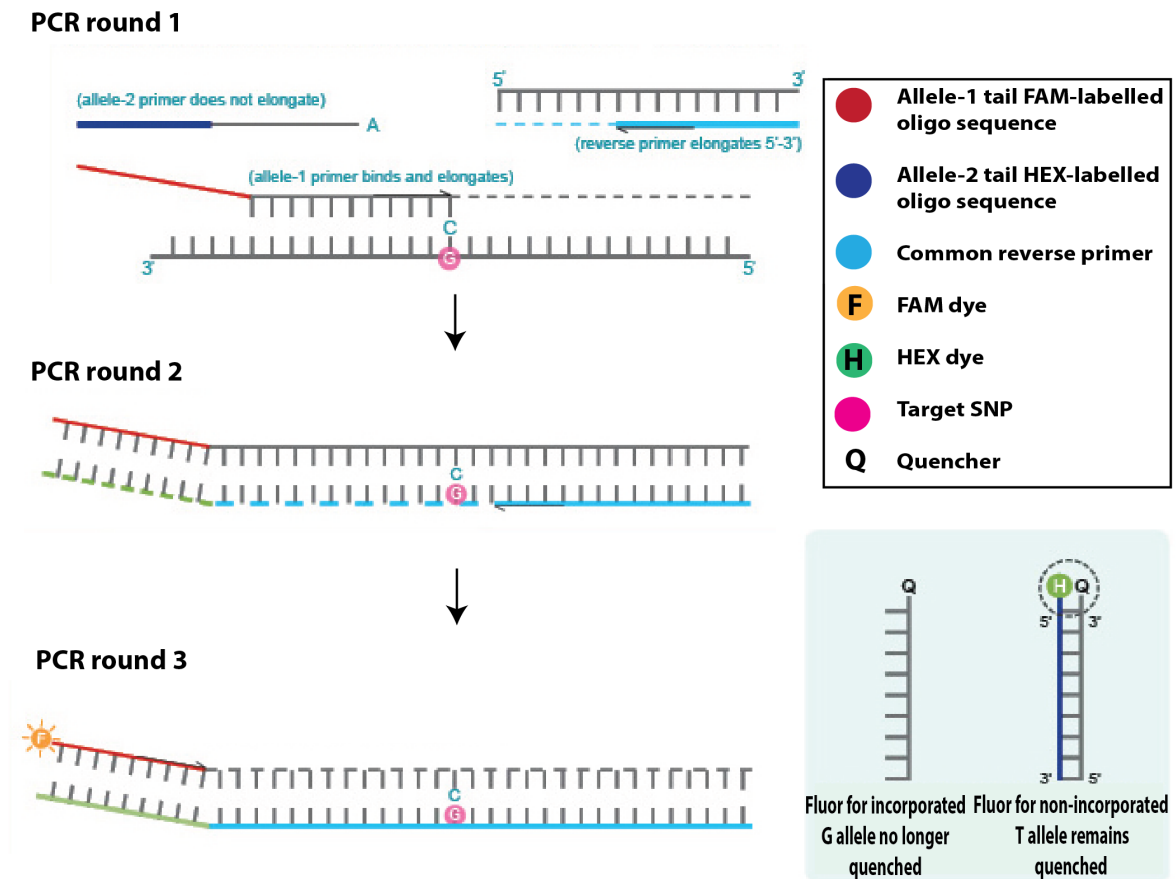 PCR round 1
(allele-2 primer does not elongate)
A
5'
3'
(reverse primer elongates 5'-3')
(allele-1 primer binds and elongates)
C
G
3'
5'
PCR round 2
C
G
PCR round 3
F
C
G
Allele-1 tail FAM-labelled
oligo sequence
Allele-2 tail HEX-labelled
oligo sequence
Common reverse primer
F
FAM dye
H
HEX dye
Target SNP
Q
Quencher
Q
H Q
5'
3'
3'
5'
Fluor for incorporated
G allele no longer
quenched
Fluor for non-incorporated
T allele remains
quenched